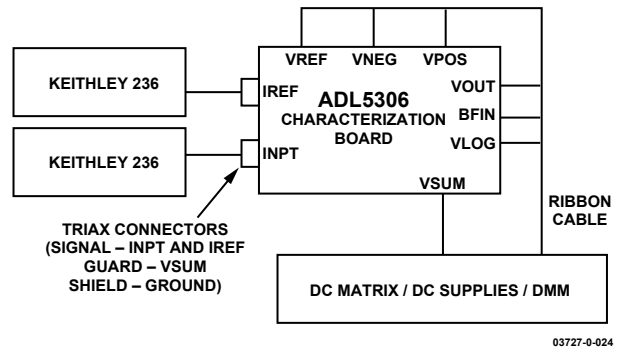 KEITHLEY 236
KEITHLEY 236
VREF VNEG VPOS
IREF
INPT
ADL5306
CHARACTERIZATION
BOARD
VOUT
BFIN
VLOG
VSUM
TRIAX CONNECTORS
(SIGNAL – INPT AND IREF
GUARD – VSUM
SHIELD – GROUND)
RIBBON
CABLE
DC MATRIX / DC SUPPLIES / DMM
03727-0-024